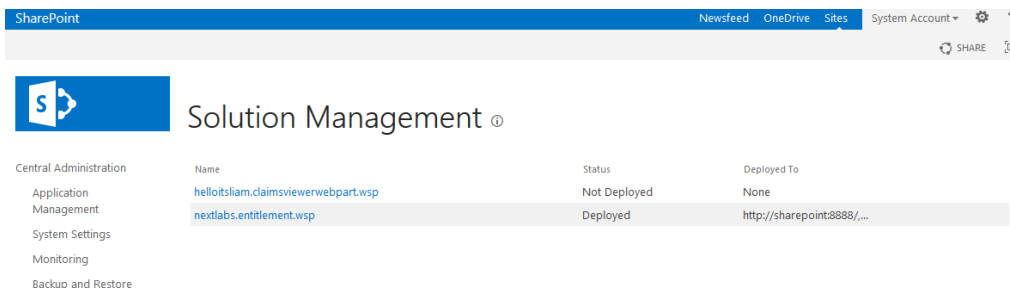 SharePoint Newsfeed OneDrive Sites System Account
SHARE
S
Solution Management
Central Administration
Name Status Deployed To
helloitsliam.claimsviewerwebpart.wsp Not Deployed None
Application
Management
nextlabs.entitlement.wsp Deployed http://sharepoint:8888/,...
System Settings
Monitoring
Backup and Restore